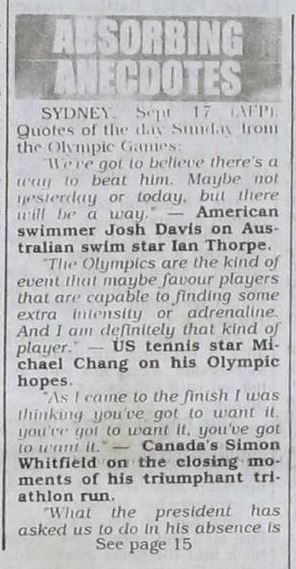 ABSORBING
ANECDOTES
SYDNEY, Sept 17 (AFP).
Quotes of the day Sunday from
the Olympic Games:
"We've got to believe there's a
way to beat him. Maybe not
yesterday or today, but there
will be a way." — American
swimmer Josh Davis on Aus-
tralian swim star Ian Thorpe.
"The Olympics are the kind of
event that maybe favour players
that are capable to finding some
extra intensity or adrenaline.
And I am definitely that kind of
player." — US tennis star Mi-
chael Chang on his Olympic
hopes.
"As I came to the finish I was
thinking you've got to want it,
you've got to want it, you've got
to want it." — Canada's Simon
Whitfield on the closing mo-
ments of his triumphant tri-
athlon run.
"What the president has
asked us to do in his absence is
See page 15